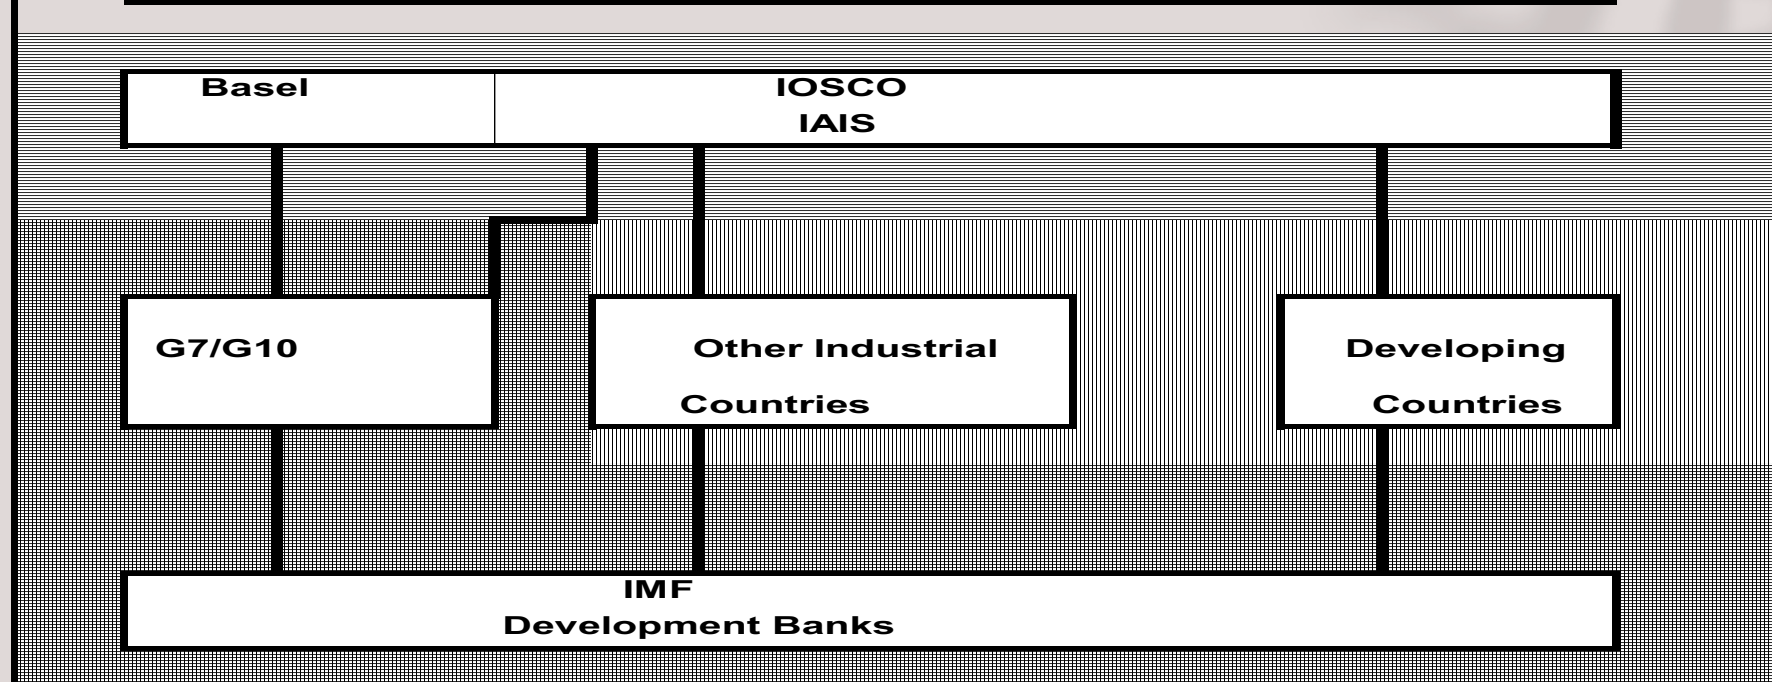 Basel
IOSCO
IAIS
G7/G10
Other Industrial
Countries
Developing
Countries
IMF
Development Banks